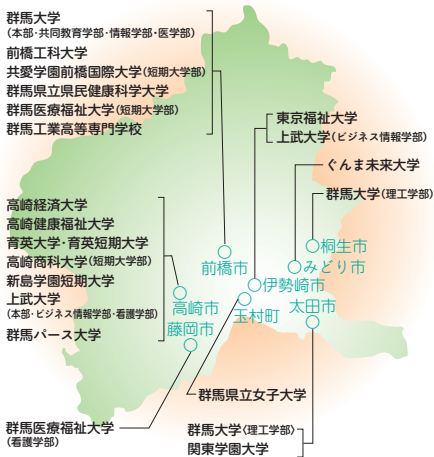 群馬大学
(本部・共同教育学部・情報学部・医学部)
前橋工科大学
共愛学園前橋国際大学(短期大学部)
群馬県立県民健康科学大学
群馬医療福祉大学(短期大学部)
群馬工業高等専門学校
東京福祉大学
上武大学(ビジネス情報学部)
ぐんま未来大学
群馬大学(理工学部)
高崎経済大学
高崎健康福祉大学
育英大学・育英短期大学
高崎商科大学(短期大学部)
新島学園短期大学
上武大学
(本部・ビジネス情報学部・看護学部)
群馬パース大学
桐生市
前橋市
みどり市
伊勢崎市
高崎市
玉村町
太田市
藤岡市
群馬県立女子大学
群馬医療福祉大学
(看護学部)
群馬大学(理工学部)
関東学園大学